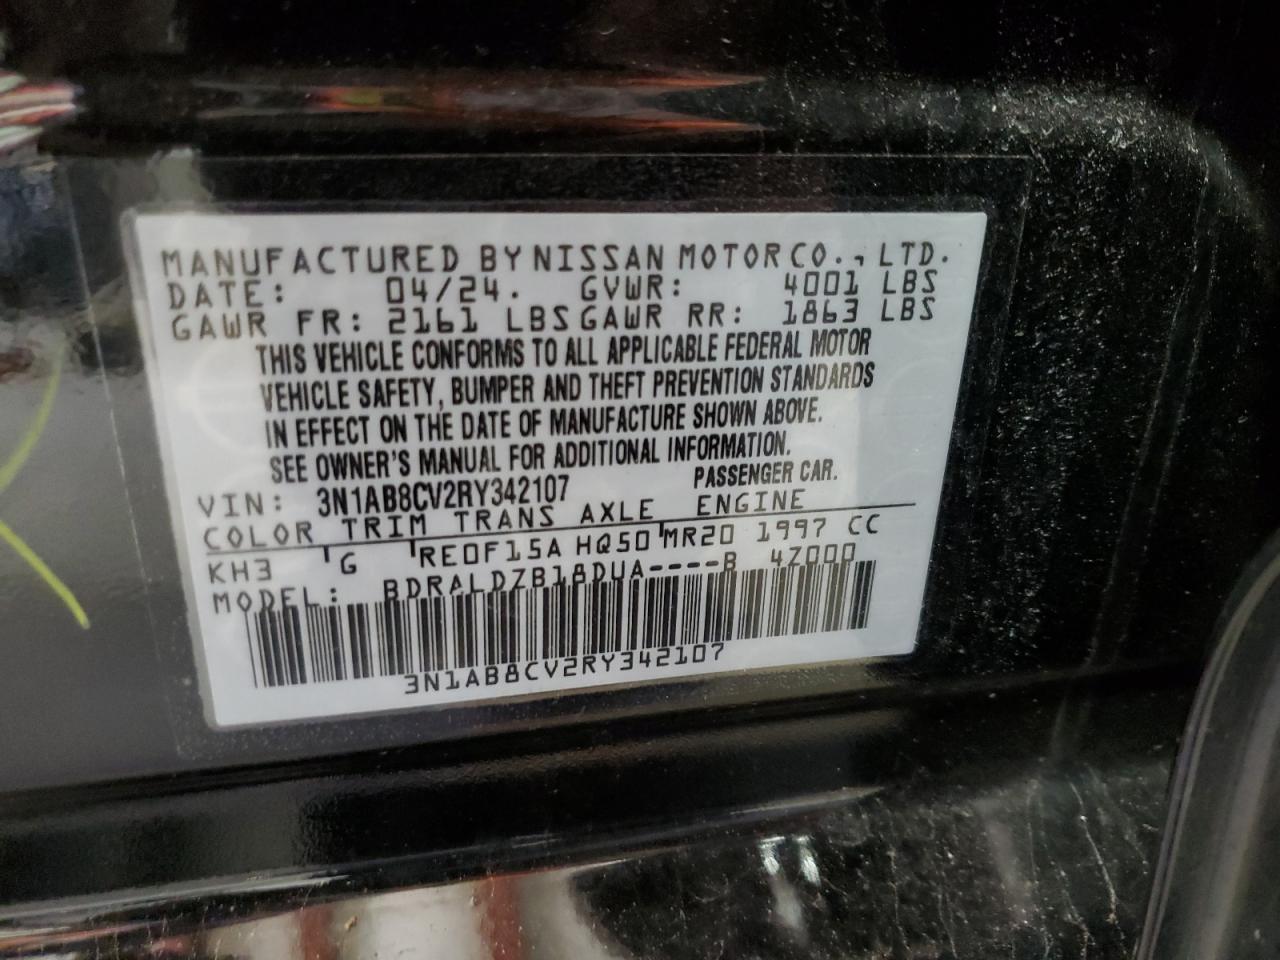 MANUFACTURED BY NISSAN MOTOR CO., LTD.
DATE: 04/24. GVWR: 4001 LBS
GAWR FR: 2161 LBS GAWR RR: 1863 LBS
THIS VEHICLE CONFORMS TO ALL APPLICABLE FEDERAL MOTOR
VEHICLE SAFETY, BUMPER AND THEFT PREVENTION STANDARDS
IN EFFECT ON THE DATE OF MANUFACTURE SHOWN ABOVE.
SEE OWNER'S MANUAL FOR ADDITIONAL INFORMATION.
VIN: 3N1AB8CV2RY342107 PASSENGER CAR.
COLOR TRIM TRANS AXLE ENGINE
KH3 G RE0F15A HQ50 MR20 1997 CC
MODEL: BDRALDZB18DUA----B 4Z000
3N1AB8CV2RY342107